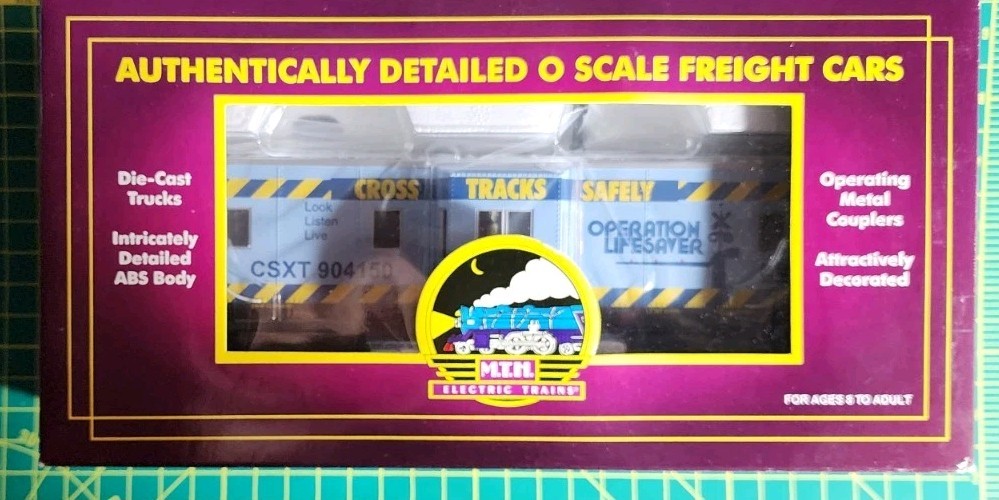 AUTHENTICALLY DETAILED O SCALE FREIGHT CARS
Die-Cast
Trucks
Intricately
Detailed
ABS Body
CROSS TRACKS SAFELY
Look
Listen
Live
CSXT 904150
OPERATION
LIFESAVER
Operating
Metal
Couplers
Attractively
Decorated
M.T.H.
ELECTRIC TRAINS®
FOR AGES 8 TO ADULT